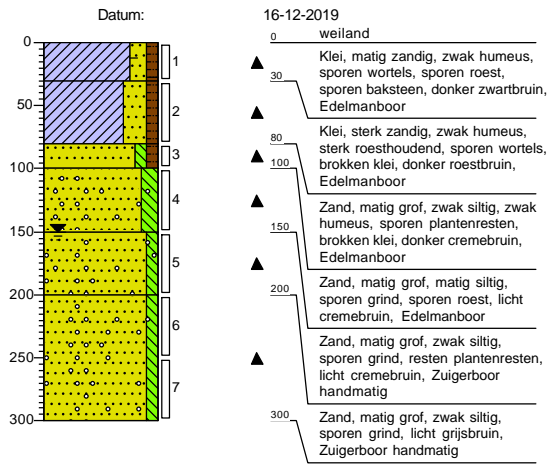 Datum: 16-12-2019
0
50
100
150
200
250
300
1
2
3
4
5
6
7
0 weiland
Klei, matig zandig, zwak humeus,
sporen wortels, sporen roest,
sporen baksteen, donker zwartbruin,
Edelmanboor
30
Klei, sterk zandig, zwak humeus,
sterk roesthoudend, sporen wortels,
brokken klei, donker roestbruin,
Edelmanboor
80
Zand, matig grof, zwak siltig, zwak
humeus, sporen plantenresten,
brokken klei, donker cremebruin,
Edelmanboor
100
Zand, matig grof, matig siltig,
sporen grind, sporen roest, licht
cremebruin, Edelmanboor
150
Zand, matig grof, zwak siltig,
sporen grind, resten plantenresten,
licht cremebruin, Zuigerboor
handmatig
200
Zand, matig grof, zwak siltig,
sporen grind, licht grijsbruin,
Zuigerboor handmatig
300